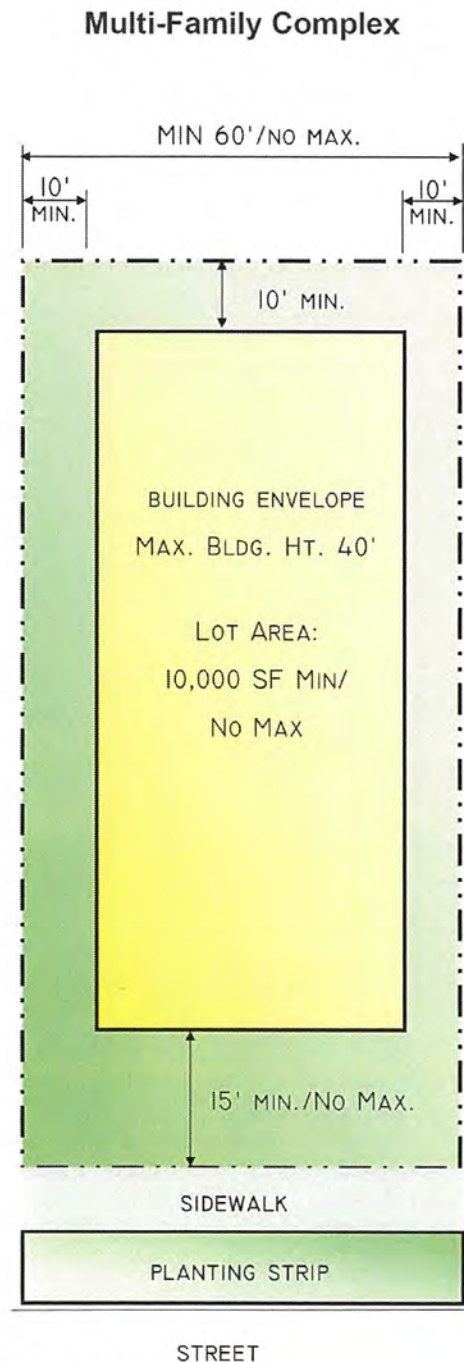 Multi-Family Complex
MIN 60'/NO MAX.
10'
MIN.
10'
MIN.
10' MIN.
BUILDING ENVELOPE
MAX. BLDG. HT. 40'
LOT AREA:
10,000 SF MIN/
NO MAX
15' MIN./NO MAX.
SIDEWALK
PLANTING STRIP
STREET